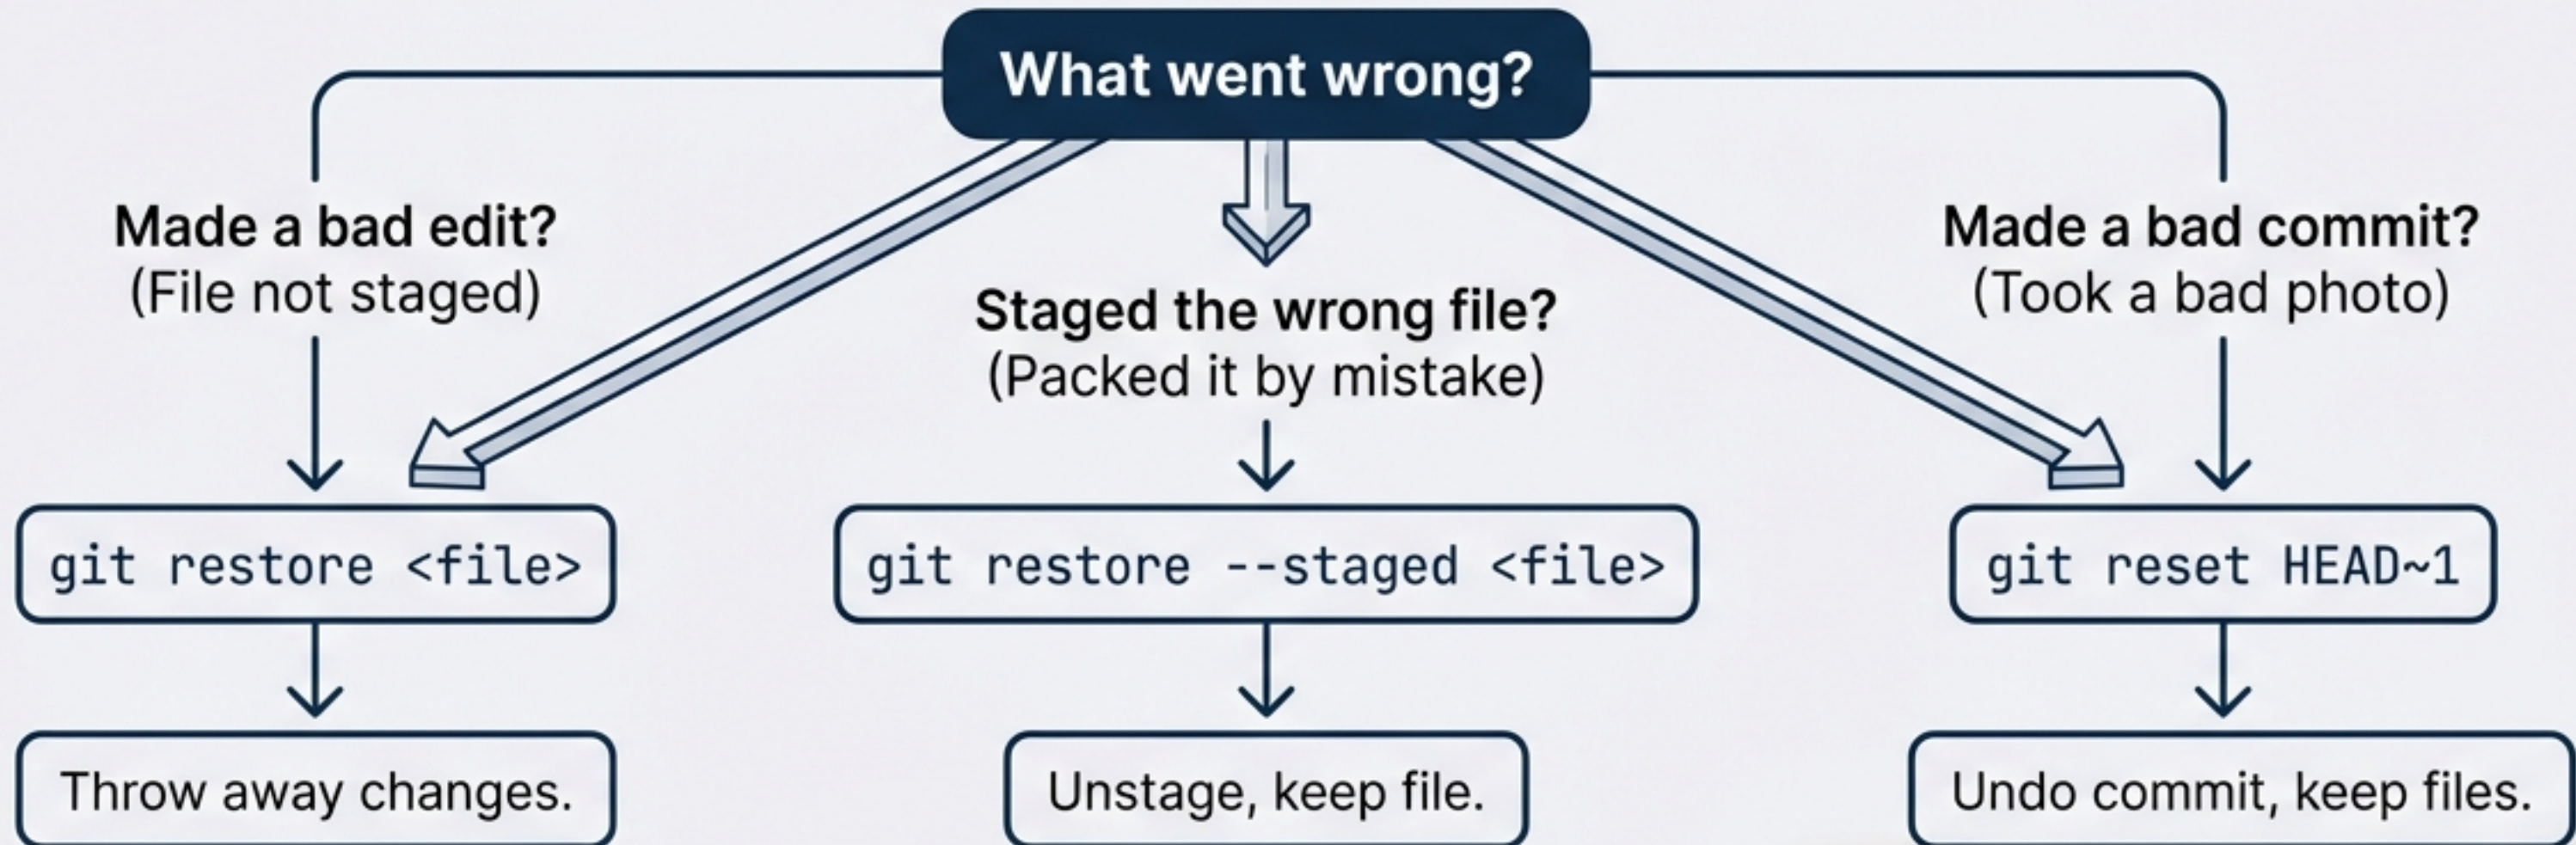 What went wrong?
Made a bad edit?
(File not staged)
Staged the wrong file?
(Packed it by mistake)
Made a bad commit?
(Took a bad photo)
git restore <file>
git restore --staged <file>
git reset HEAD~1
Throw away changes.
Unstage, keep file.
Undo commit, keep files.